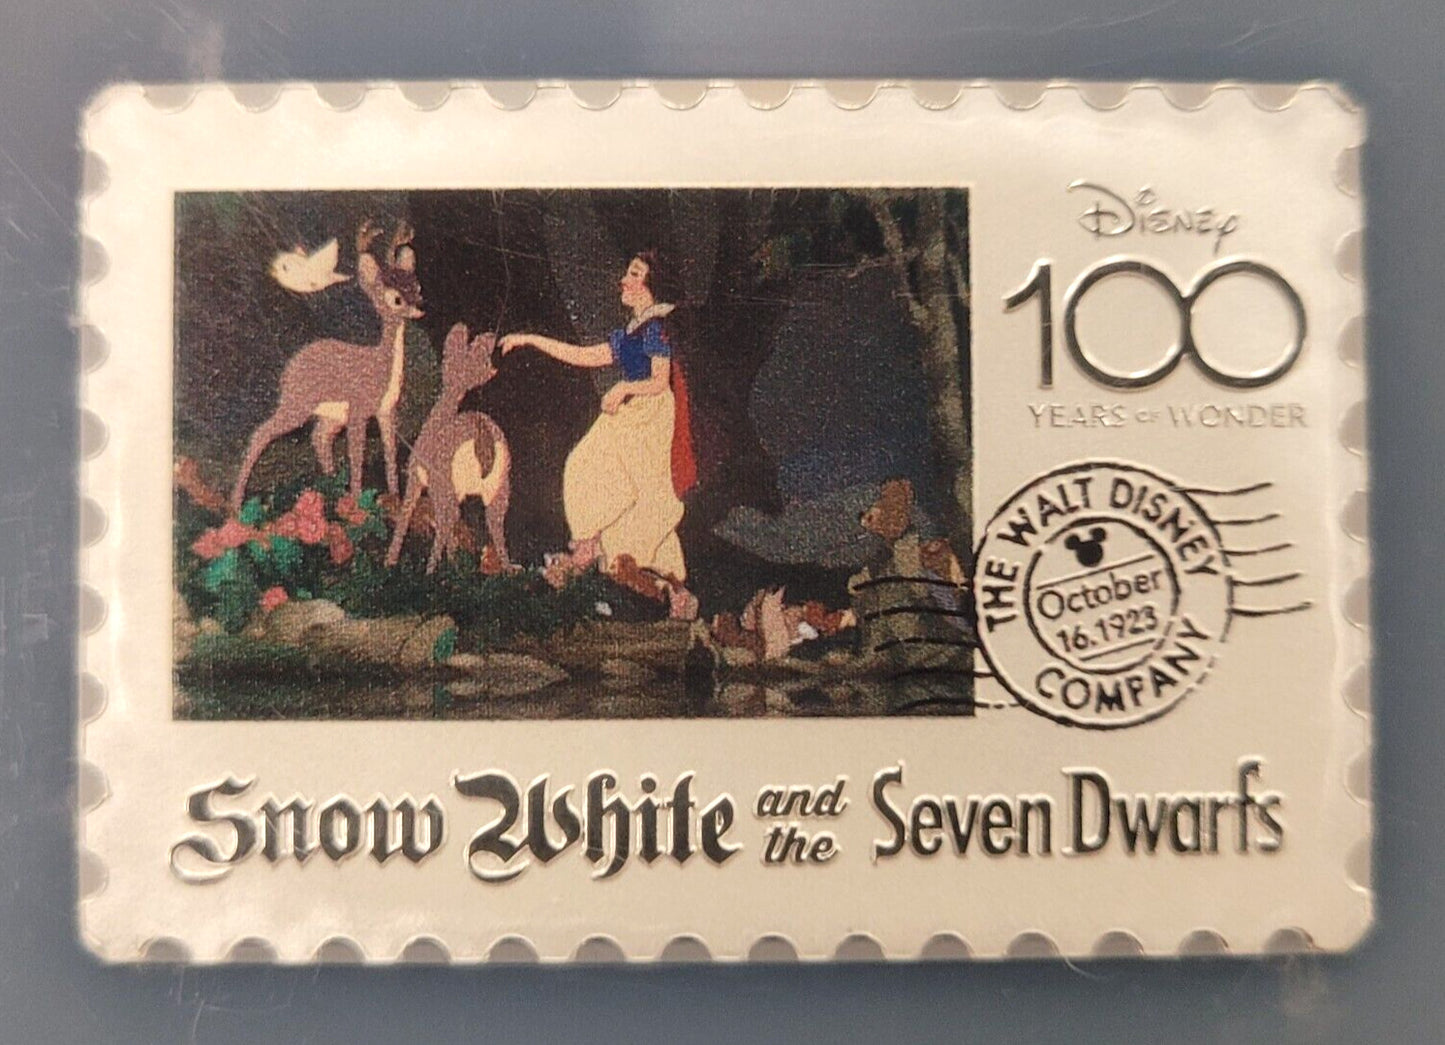 Disney
100
YEARS OF WONDER
THE WALT DISNEY
October
16.1923
COMPANY
Snow White and the Seven Dwarfs